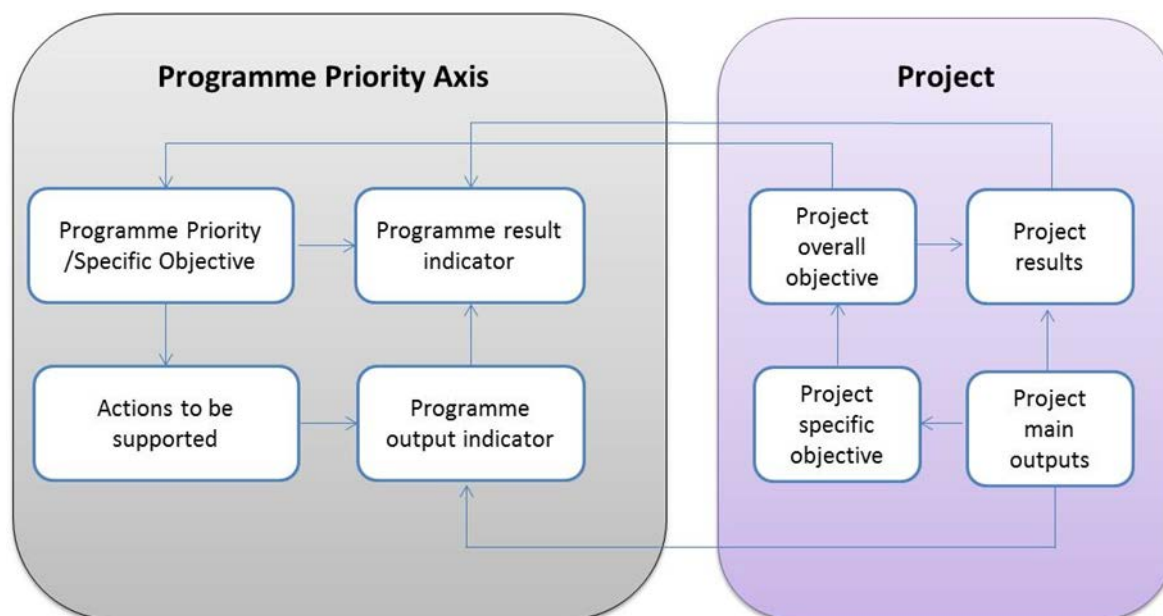 Programme Priority Axis
Programme Priority
/Specific Objective
Programme result
indicator
Actions to be
supported
Programme
output indicator
Project
Project
overall
objective
Project
results
Project
specific
objective
Project
main
outputs